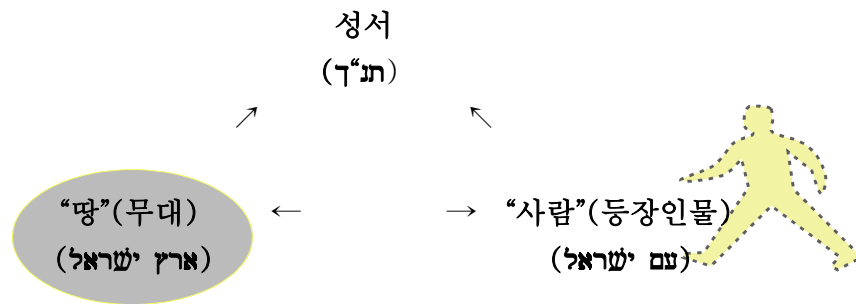 성서
(תנ“ך)
↗ ↖
“땅”(무대) ← → “사람”(등장인물)
(ארץ ישראל) (עם ישראל)